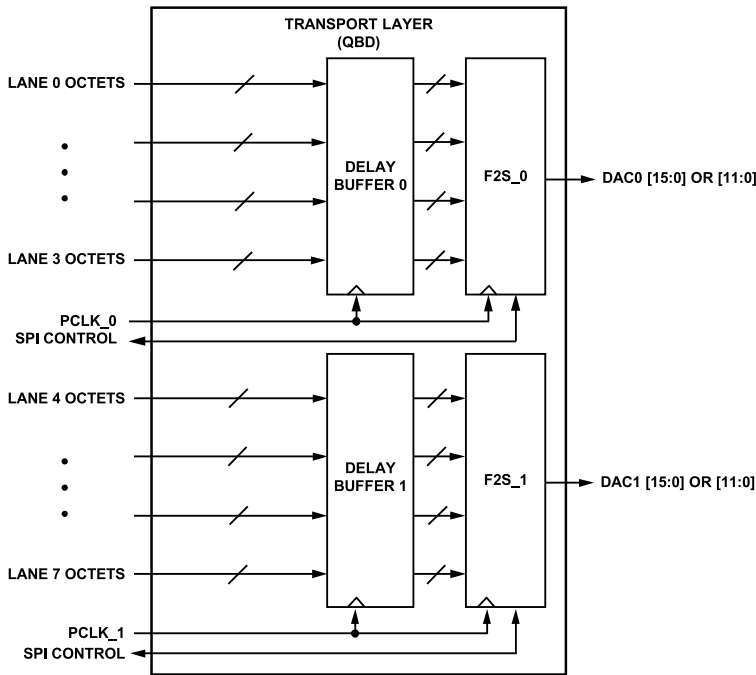 TRANSPORT LAYER
(QBD)
LANE 0 OCTETS
DELAY
BUFFER 0
F2S_0
DAC0 [15:0] OR [11:0]
LANE 3 OCTETS
PCLK_0
SPI CONTROL
LANE 4 OCTETS
DELAY
BUFFER 1
F2S_1
DAC1 [15:0] OR [11:0]
LANE 7 OCTETS
PCLK_1
SPI CONTROL